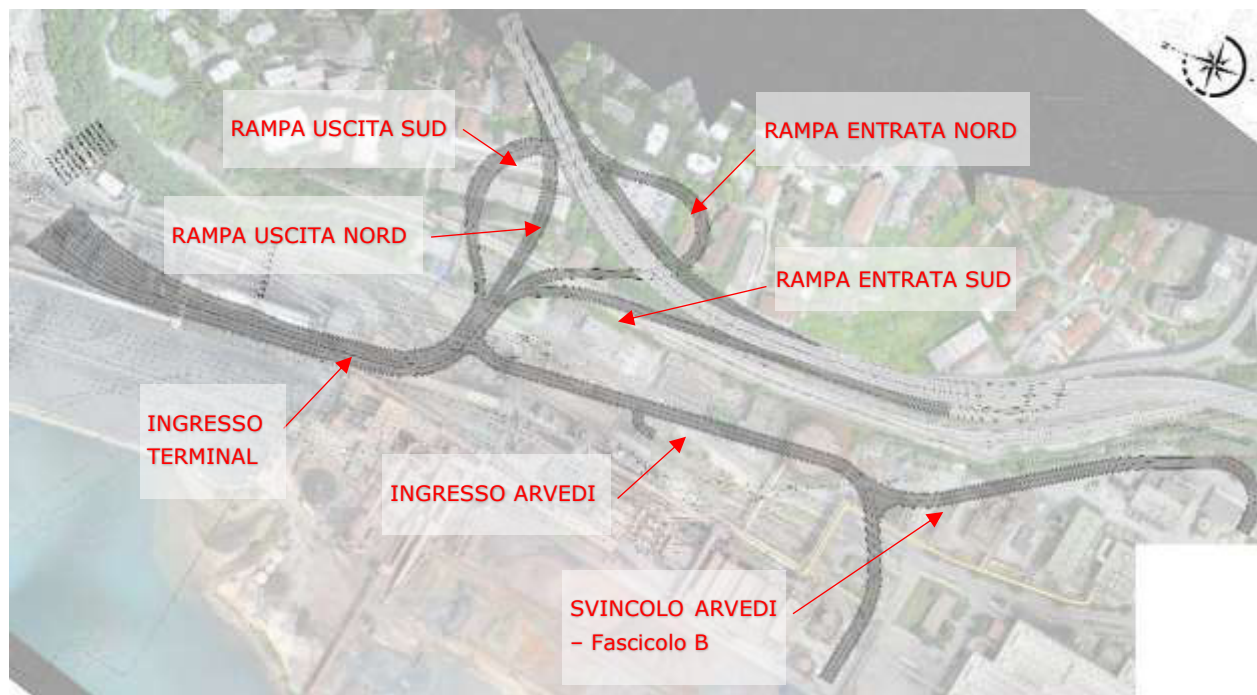 RAMPA USCITA SUD
RAMPA ENTRATA NORD
RAMPA USCITA NORD
RAMPA ENTRATA SUD
INGRESSO
TERMINAL
INGRESSO ARVEDI
SVINCOLO ARVEDI
– Fascicolo B